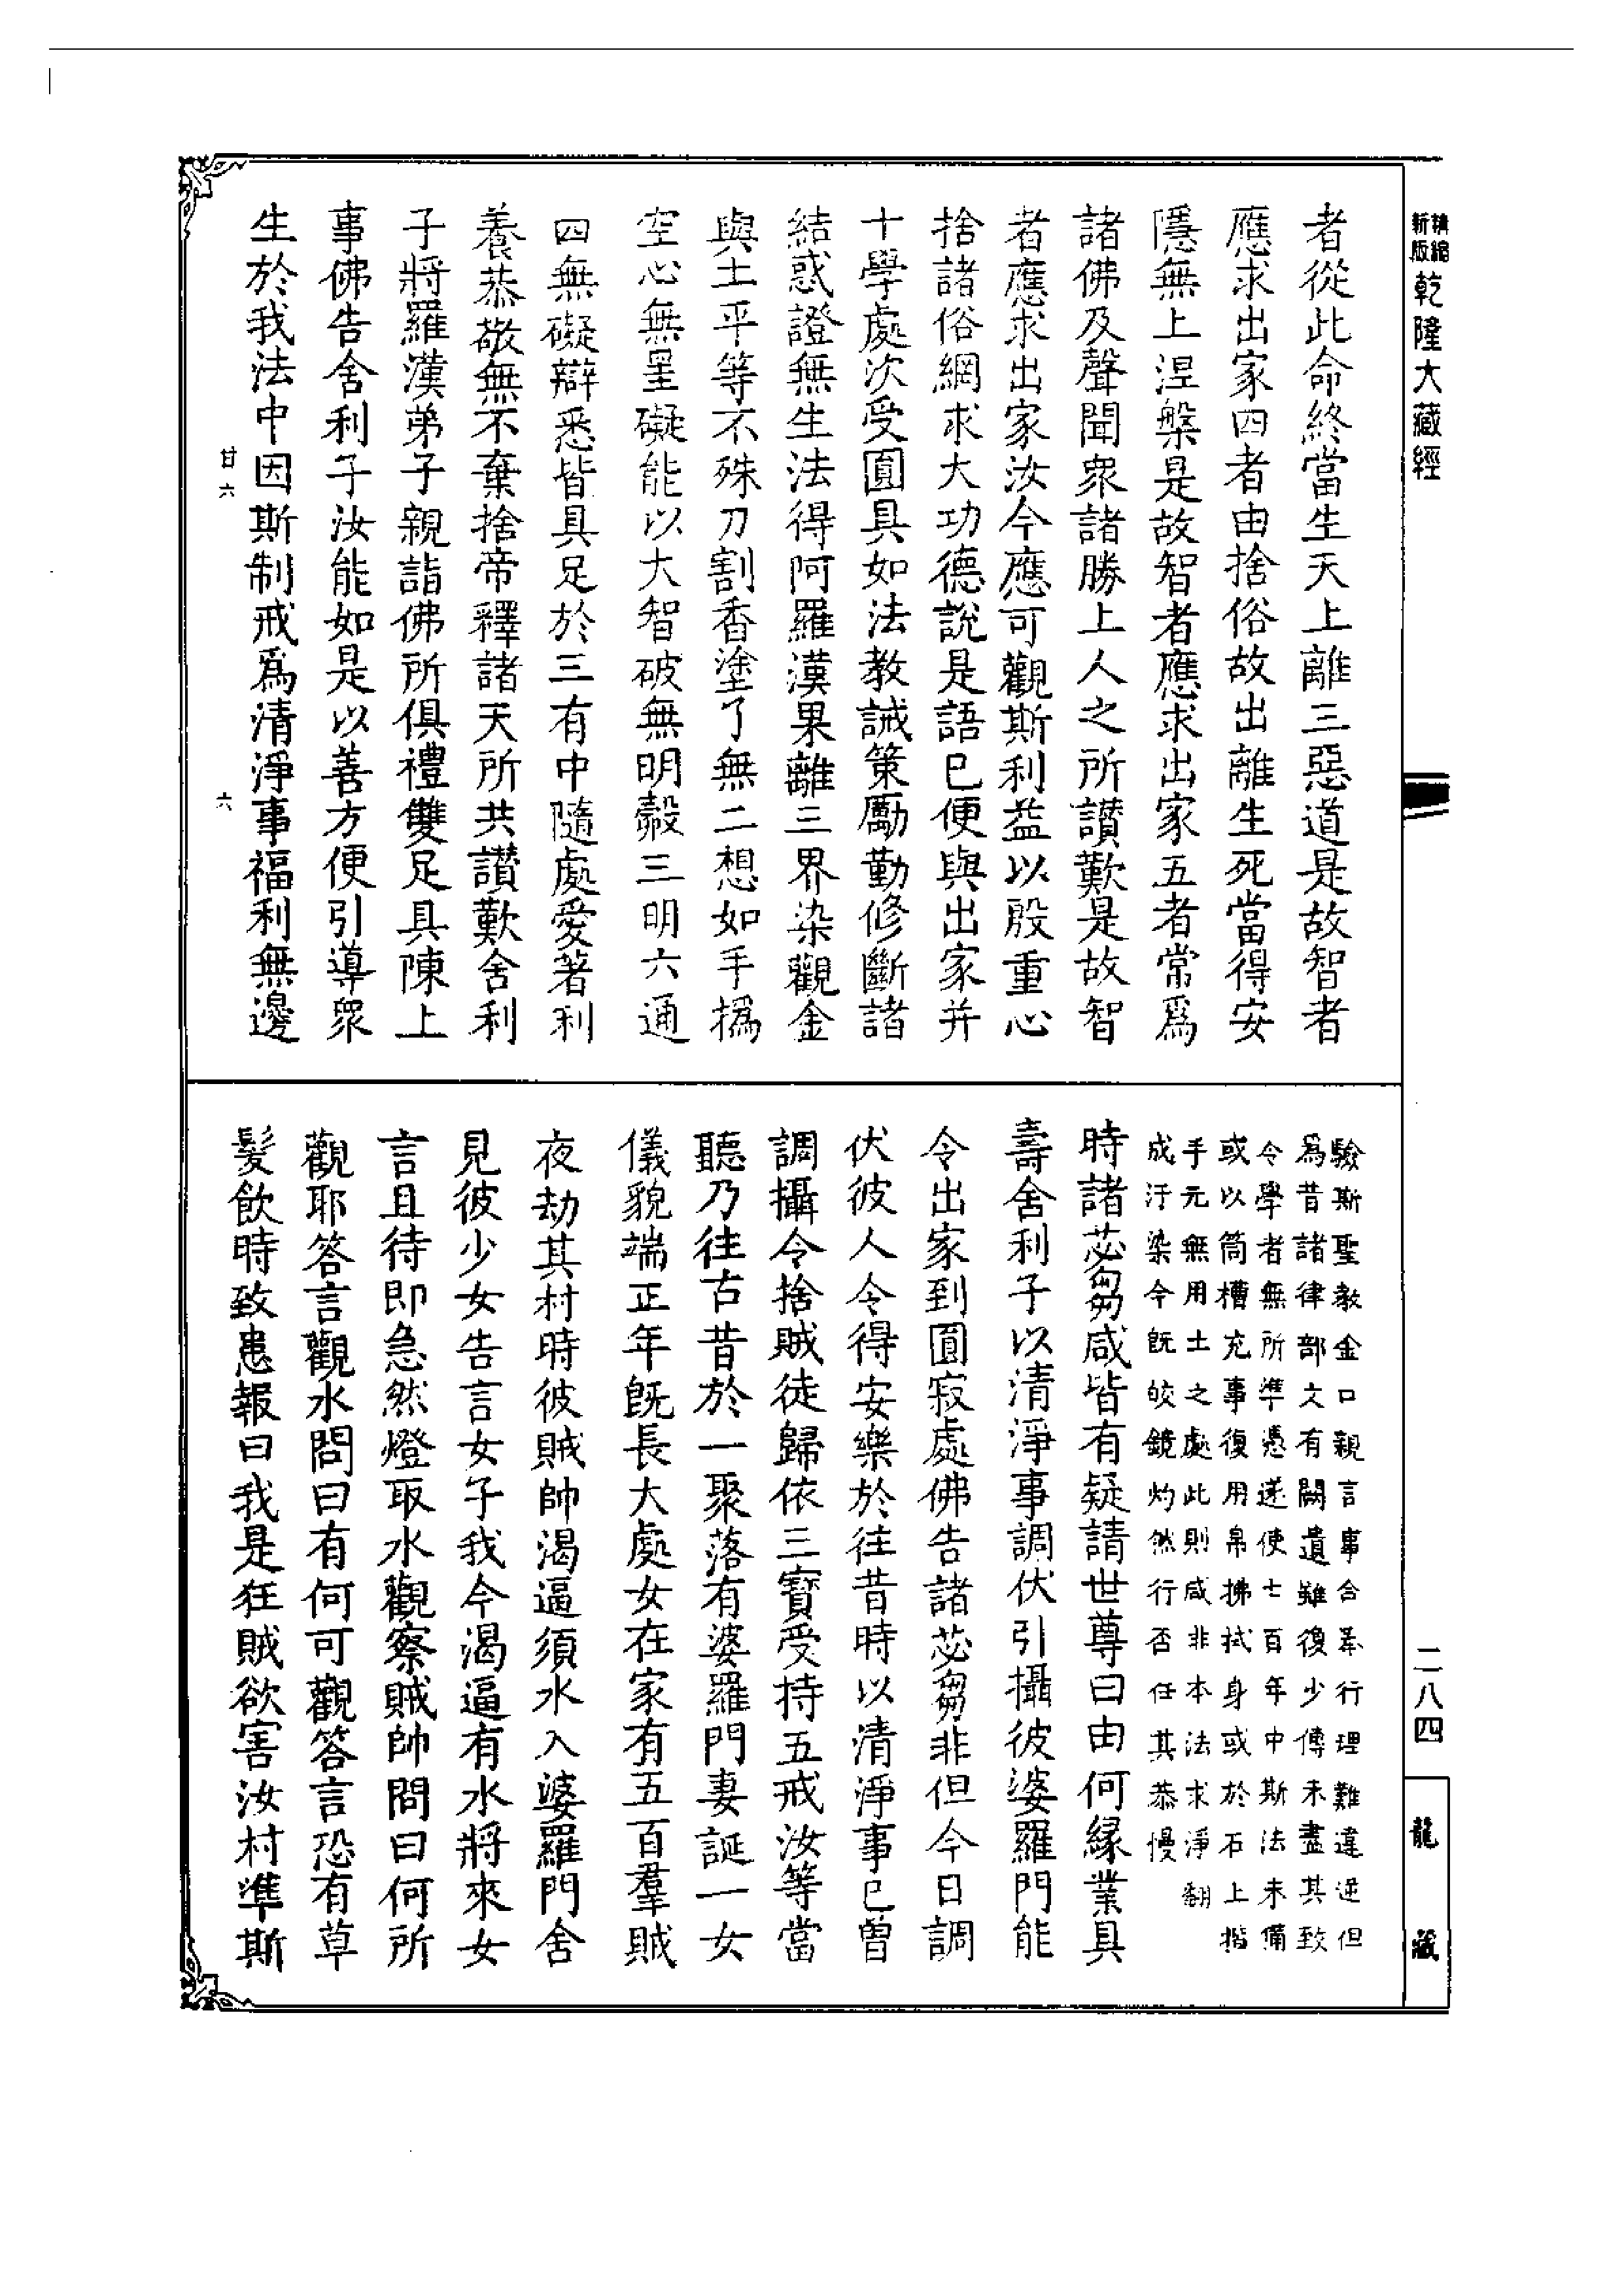 精縮新版乾隆大藏經
者從此命終當生天上離三惡道是故智者
應求出家四者由捨俗故出離生死當得安
隱無上涅槃是故智者應求出家五者常爲
諸佛及聲聞衆諸勝上人之所讃歎是故智
者應求出家汝今應可觀斯利益以殷重心
捨諸俗網求大功德說是語已便與出家并
十學處次受圓具如法教誡策勵勤修斷諸
結惑證無生法得阿羅漢果離三界染觀金
與土平等不殊刀割香塗了無二想如手撝
空心無罣礙能以大智破無明㲉三明六通
四無礙辯悉皆具足於三有中隨處愛著利
養恭敬無不棄捨帝釋諸天所共讃歎舍利
子將羅漢弟子親詣佛所俱禮雙足具陳上
事佛告舍利子汝能如是以善方便引導衆
生於我法中因斯制戒爲清淨事福利無邊
甘六
六
驗斯聖教金口親言事合奉行理難違逆但
爲昔諸律部文有闕遺雖復少傳未盡其致
令學者無所準憑遂使七百年中斯法未備
或以筒槽充事復用帛拂拭身或於石上揩
手元無用土之處此則咸非本法求淨翻
成汙染今既皎鏡灼然行否任其恭慢
時諸苾芻咸皆有疑請世尊曰由何緣業具
壽舍利子以清淨事調伏引攝彼婆羅門能
令出家到圓寂處佛告諸苾芻非但今日調
伏彼人令得安樂於往昔時以清淨事已曾
調攝令捨賊徒歸依三寶受持五戒汝等當
聽乃往古昔於一聚落有婆羅門妻誕一女
儀貌端正年旣長大處女在家有五百羣賊
夜劫其村時彼賊帥渴逼須水入婆羅門舍
見彼少女告言女子我今渴逼有水將來女
言且待即急然燈取水觀察賊帥問曰何所
觀耶答言觀水問曰有何可觀答言恐有草
髮飲時致患報曰我是狂賊欲害汝村準斯
二八四
龍藏